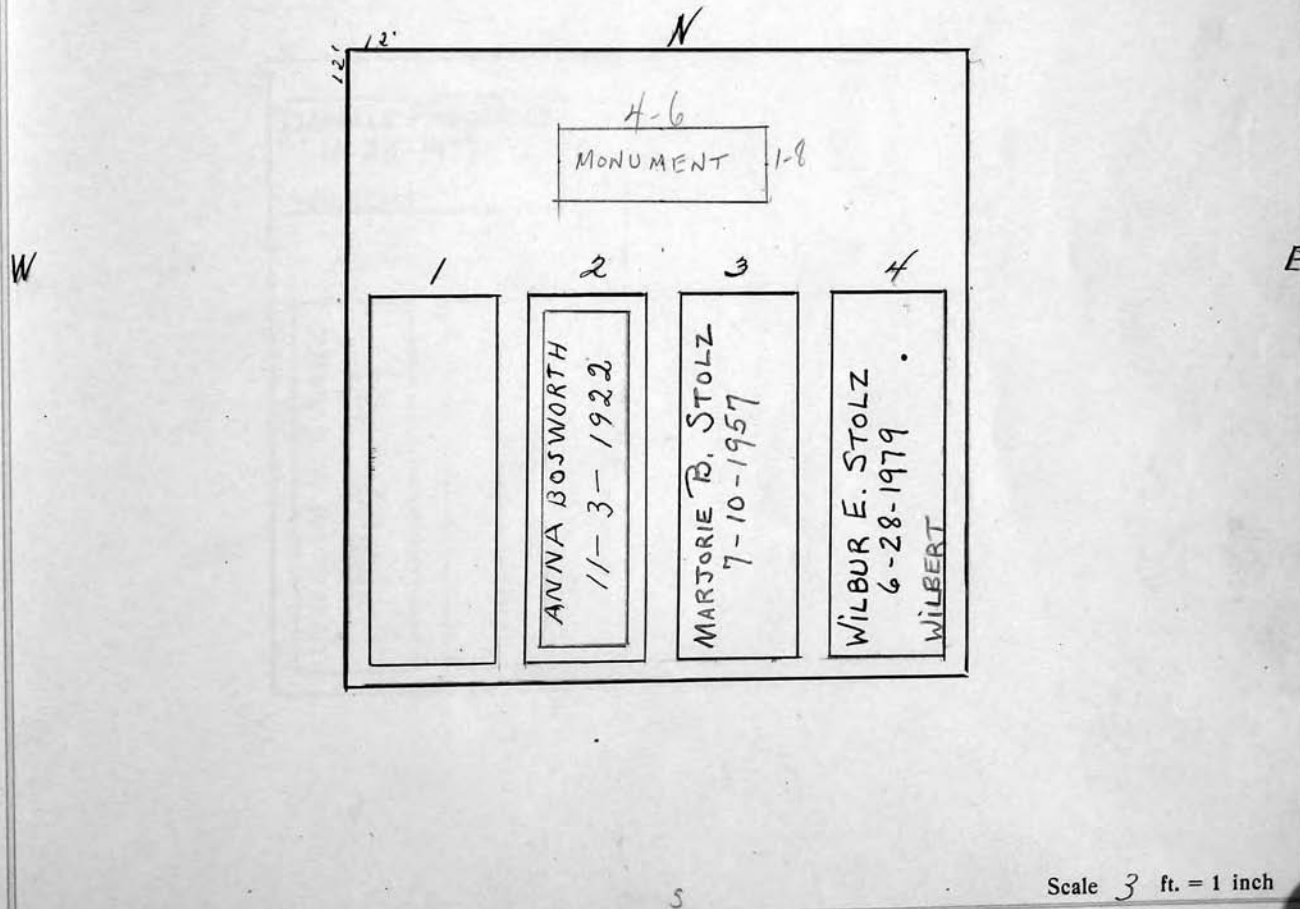 N
12'
12'
4-6
MONUMENT
1-8
W
E
1
2
3
4
ANNA BOSWORTH
11-3-1922
MARJORIE B. STOLZ
7-10-1957
WILBUR E. STOLZ
6-28-1979
WILBERT
S
Scale 3 ft. = 1 inch